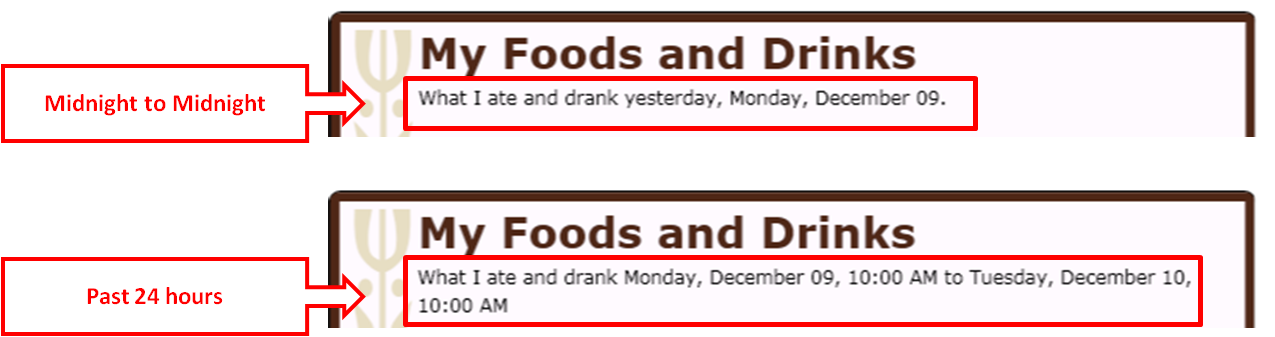 My Foods and Drinks
Midnight to Midnight
What I ate and drank yesterday, Monday, December 09.
My Foods and Drinks
Past 24 hours
What I ate and drank Monday, December 09, 10:00 AM to Tuesday, December 10,
10:00 AM